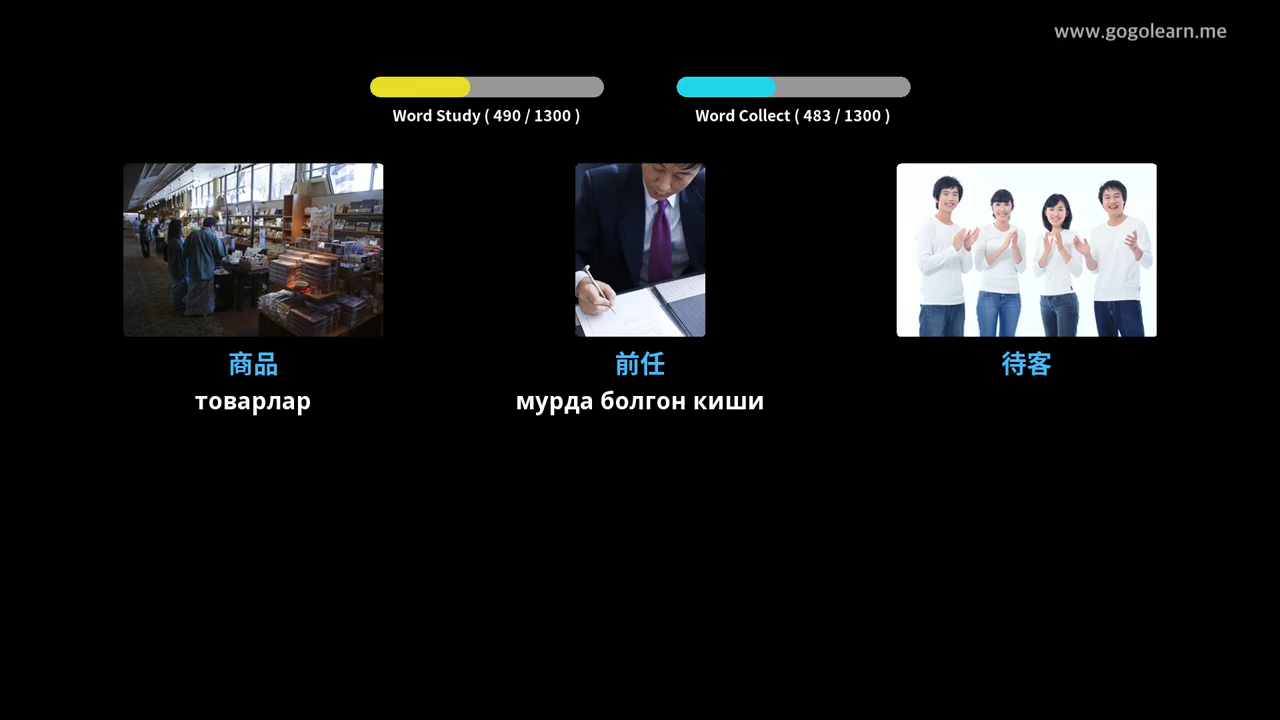 www.gogolearn.me
Word Study ( 490 / 1300 )
Word Collect ( 483 / 1300 )
商品
前任
待客
товарлар
мурда болгон киши